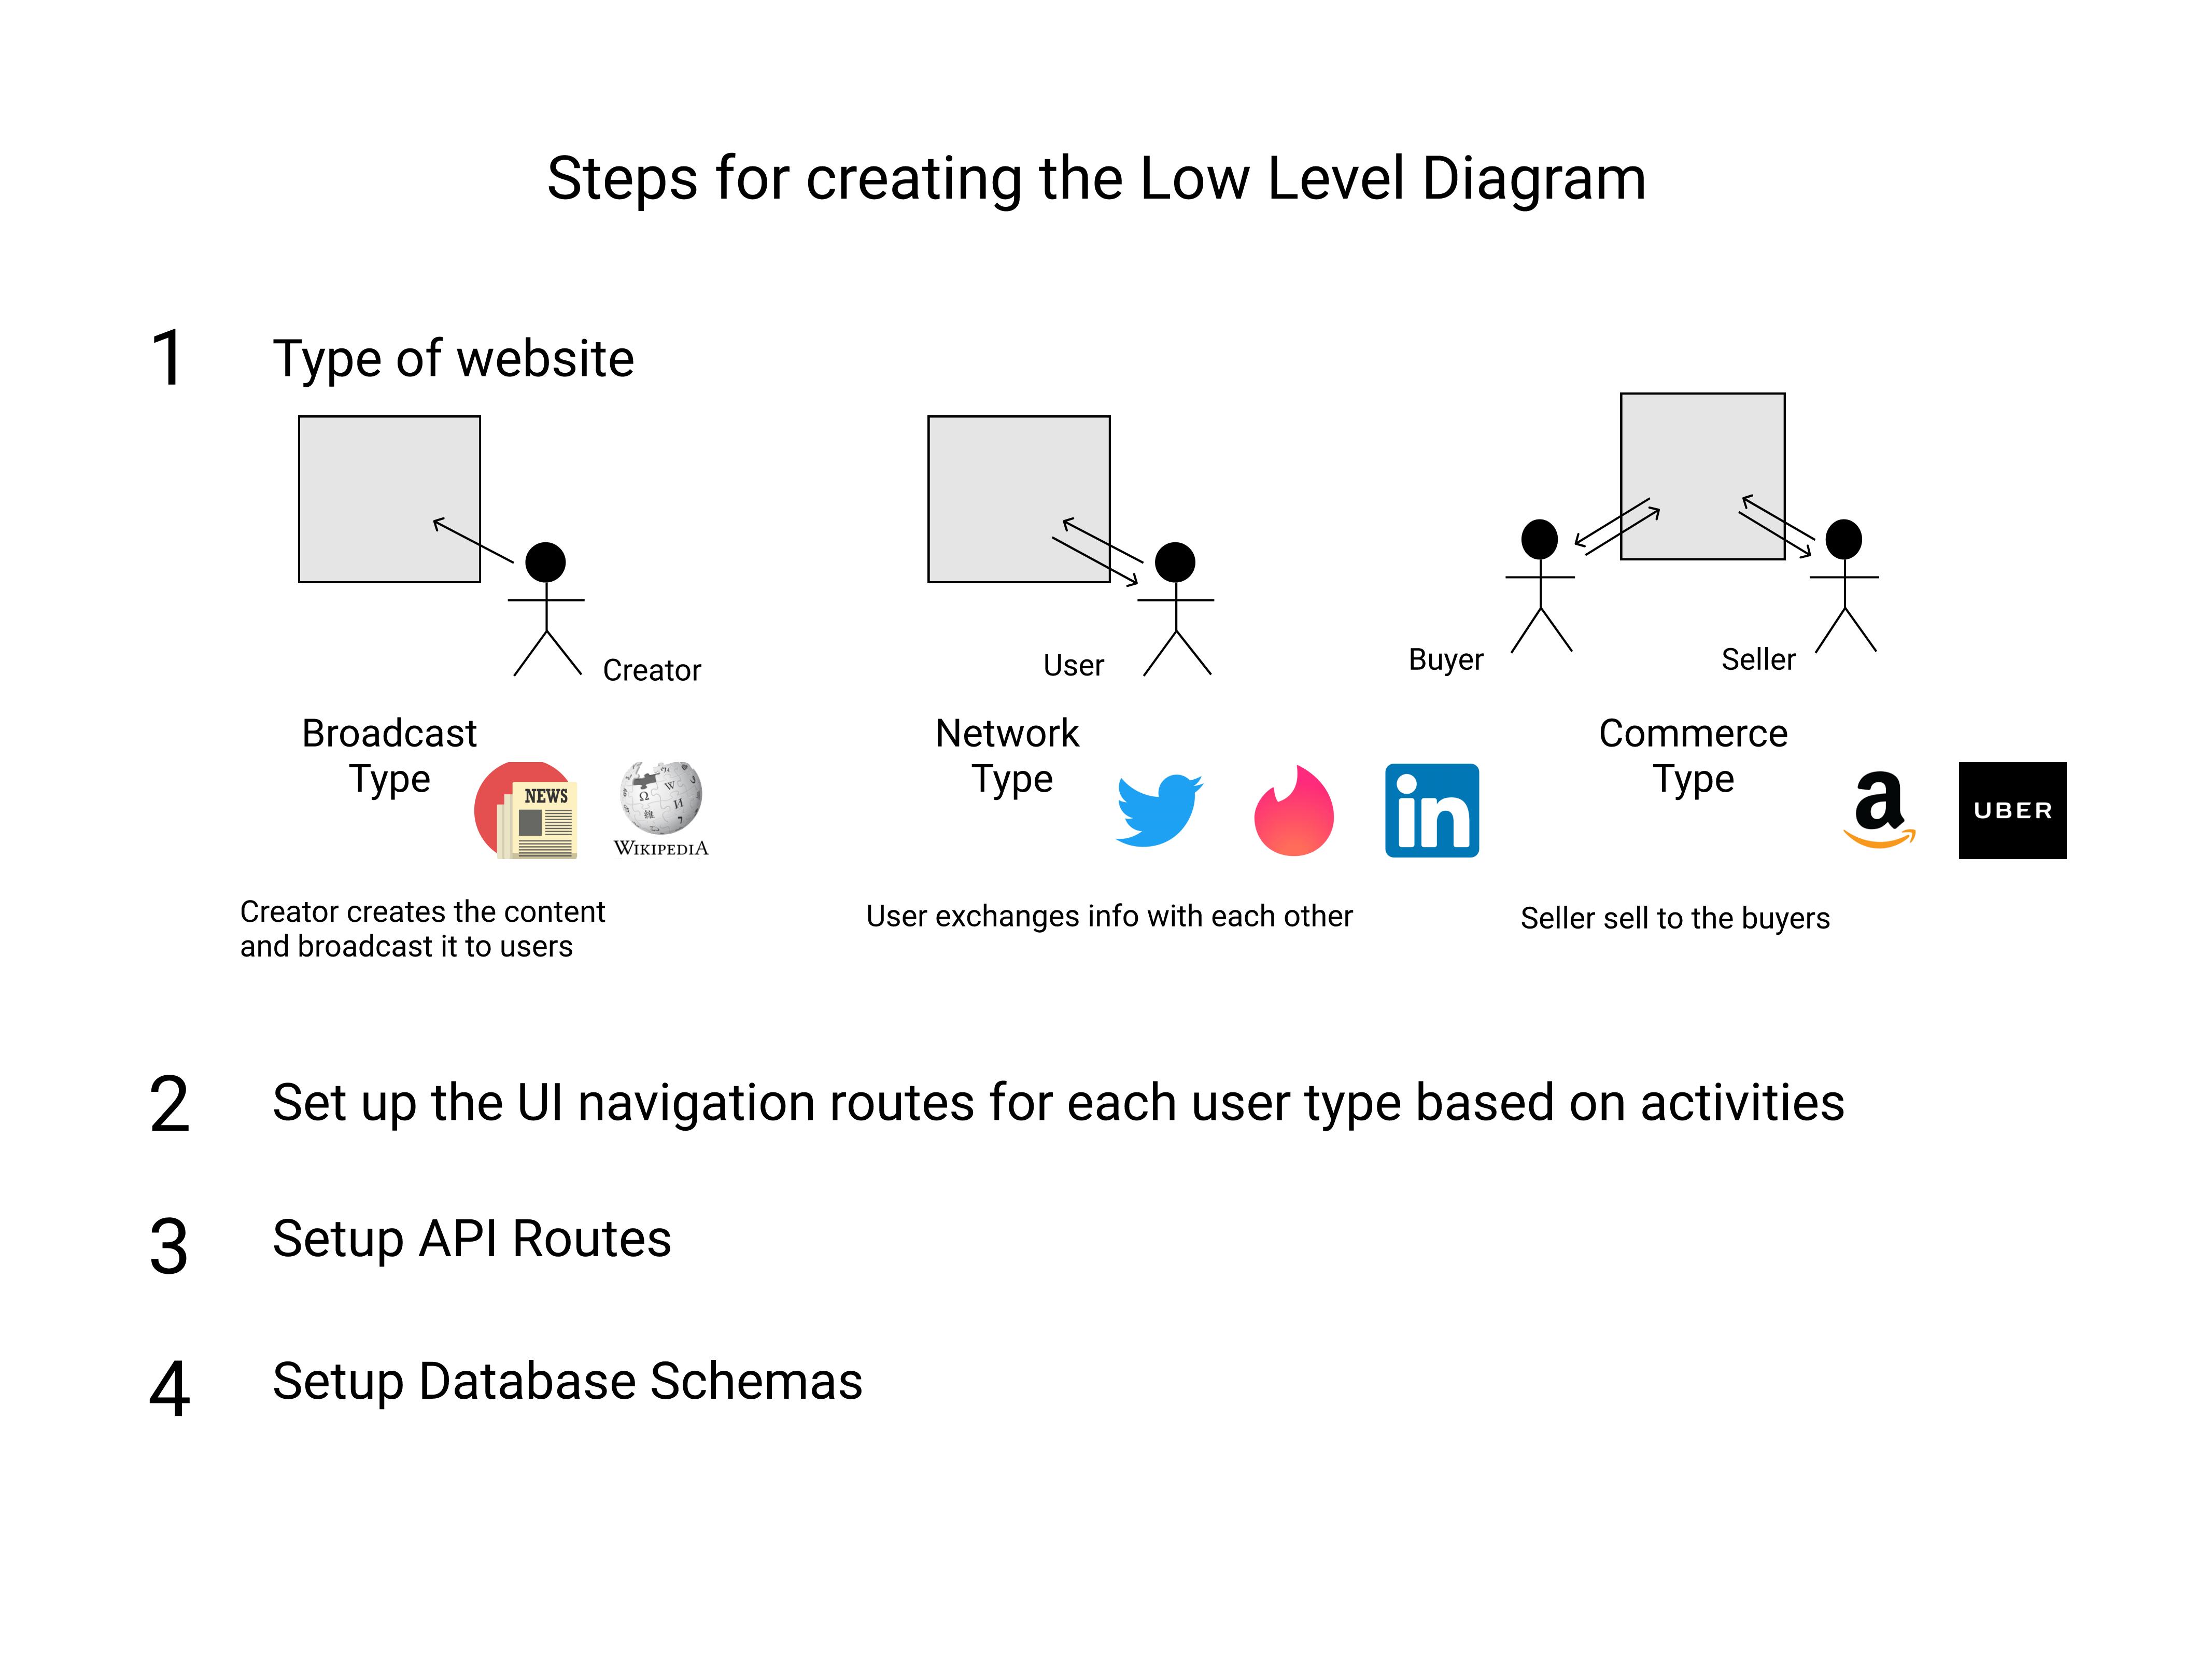 Steps for creating the Low Level Diagram
1 Type of website
Creator
User
Buyer
Seller
Broadcast
Type
NEWS
Ω W И 維 7
WIKIPEDIA
Network
Type
in
Commerce
Type
a
UBER
Creator creates the content
and broadcast it to users
User exchanges info with each other
Seller sell to the buyers
2 Set up the UI navigation routes for each user type based on activities
3 Setup API Routes
4 Setup Database Schemas